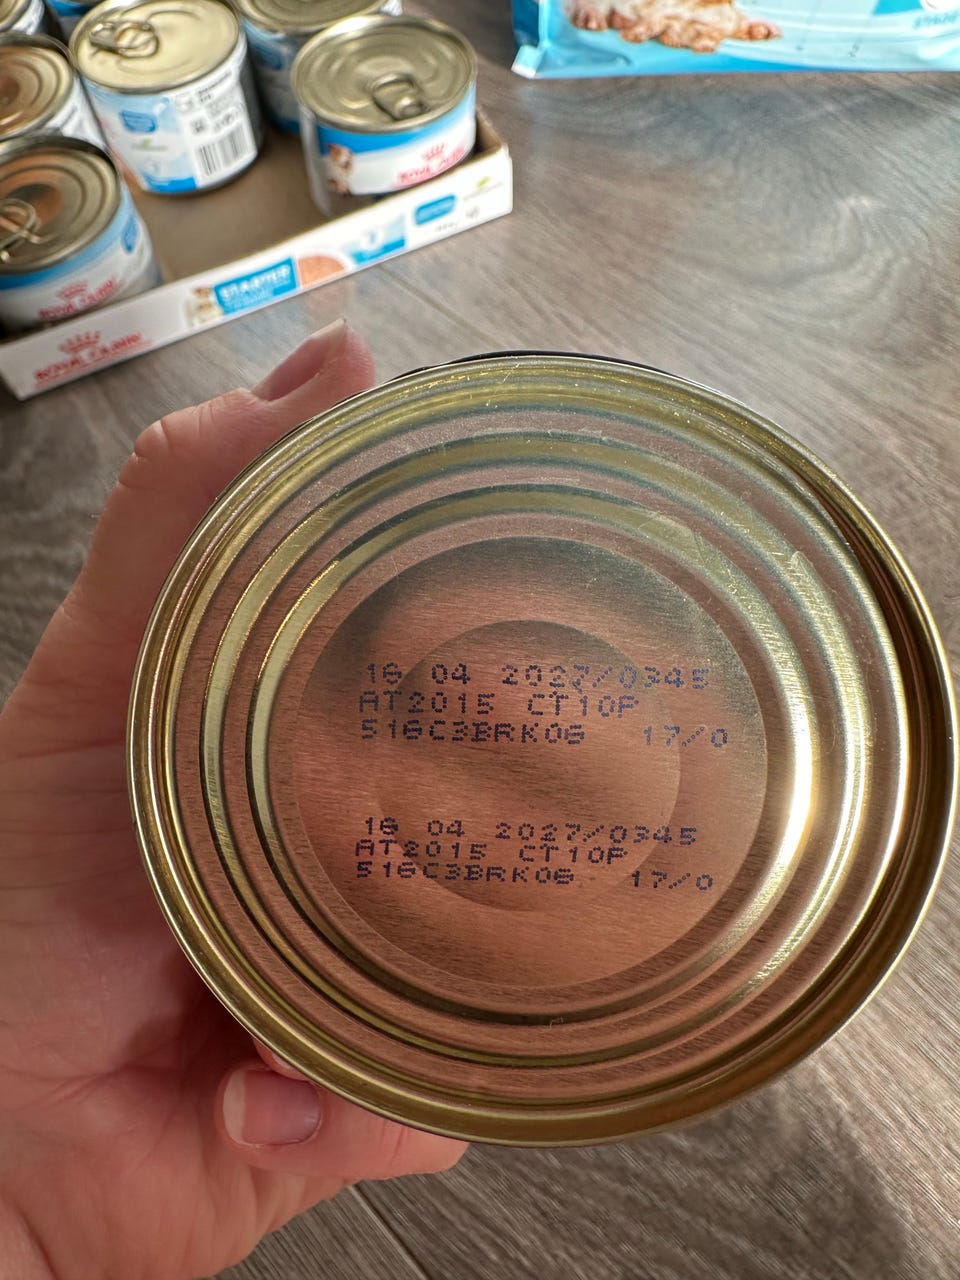 ROYAL CANIN
ROYAL CANIN
ROYAL CANIN
STARTER
16 04 2027/0345
AT2015 CT10P
516C3BRK06 17/0
16 04 2027/0345
AT2015 CT10P
516C3BRK06 17/0